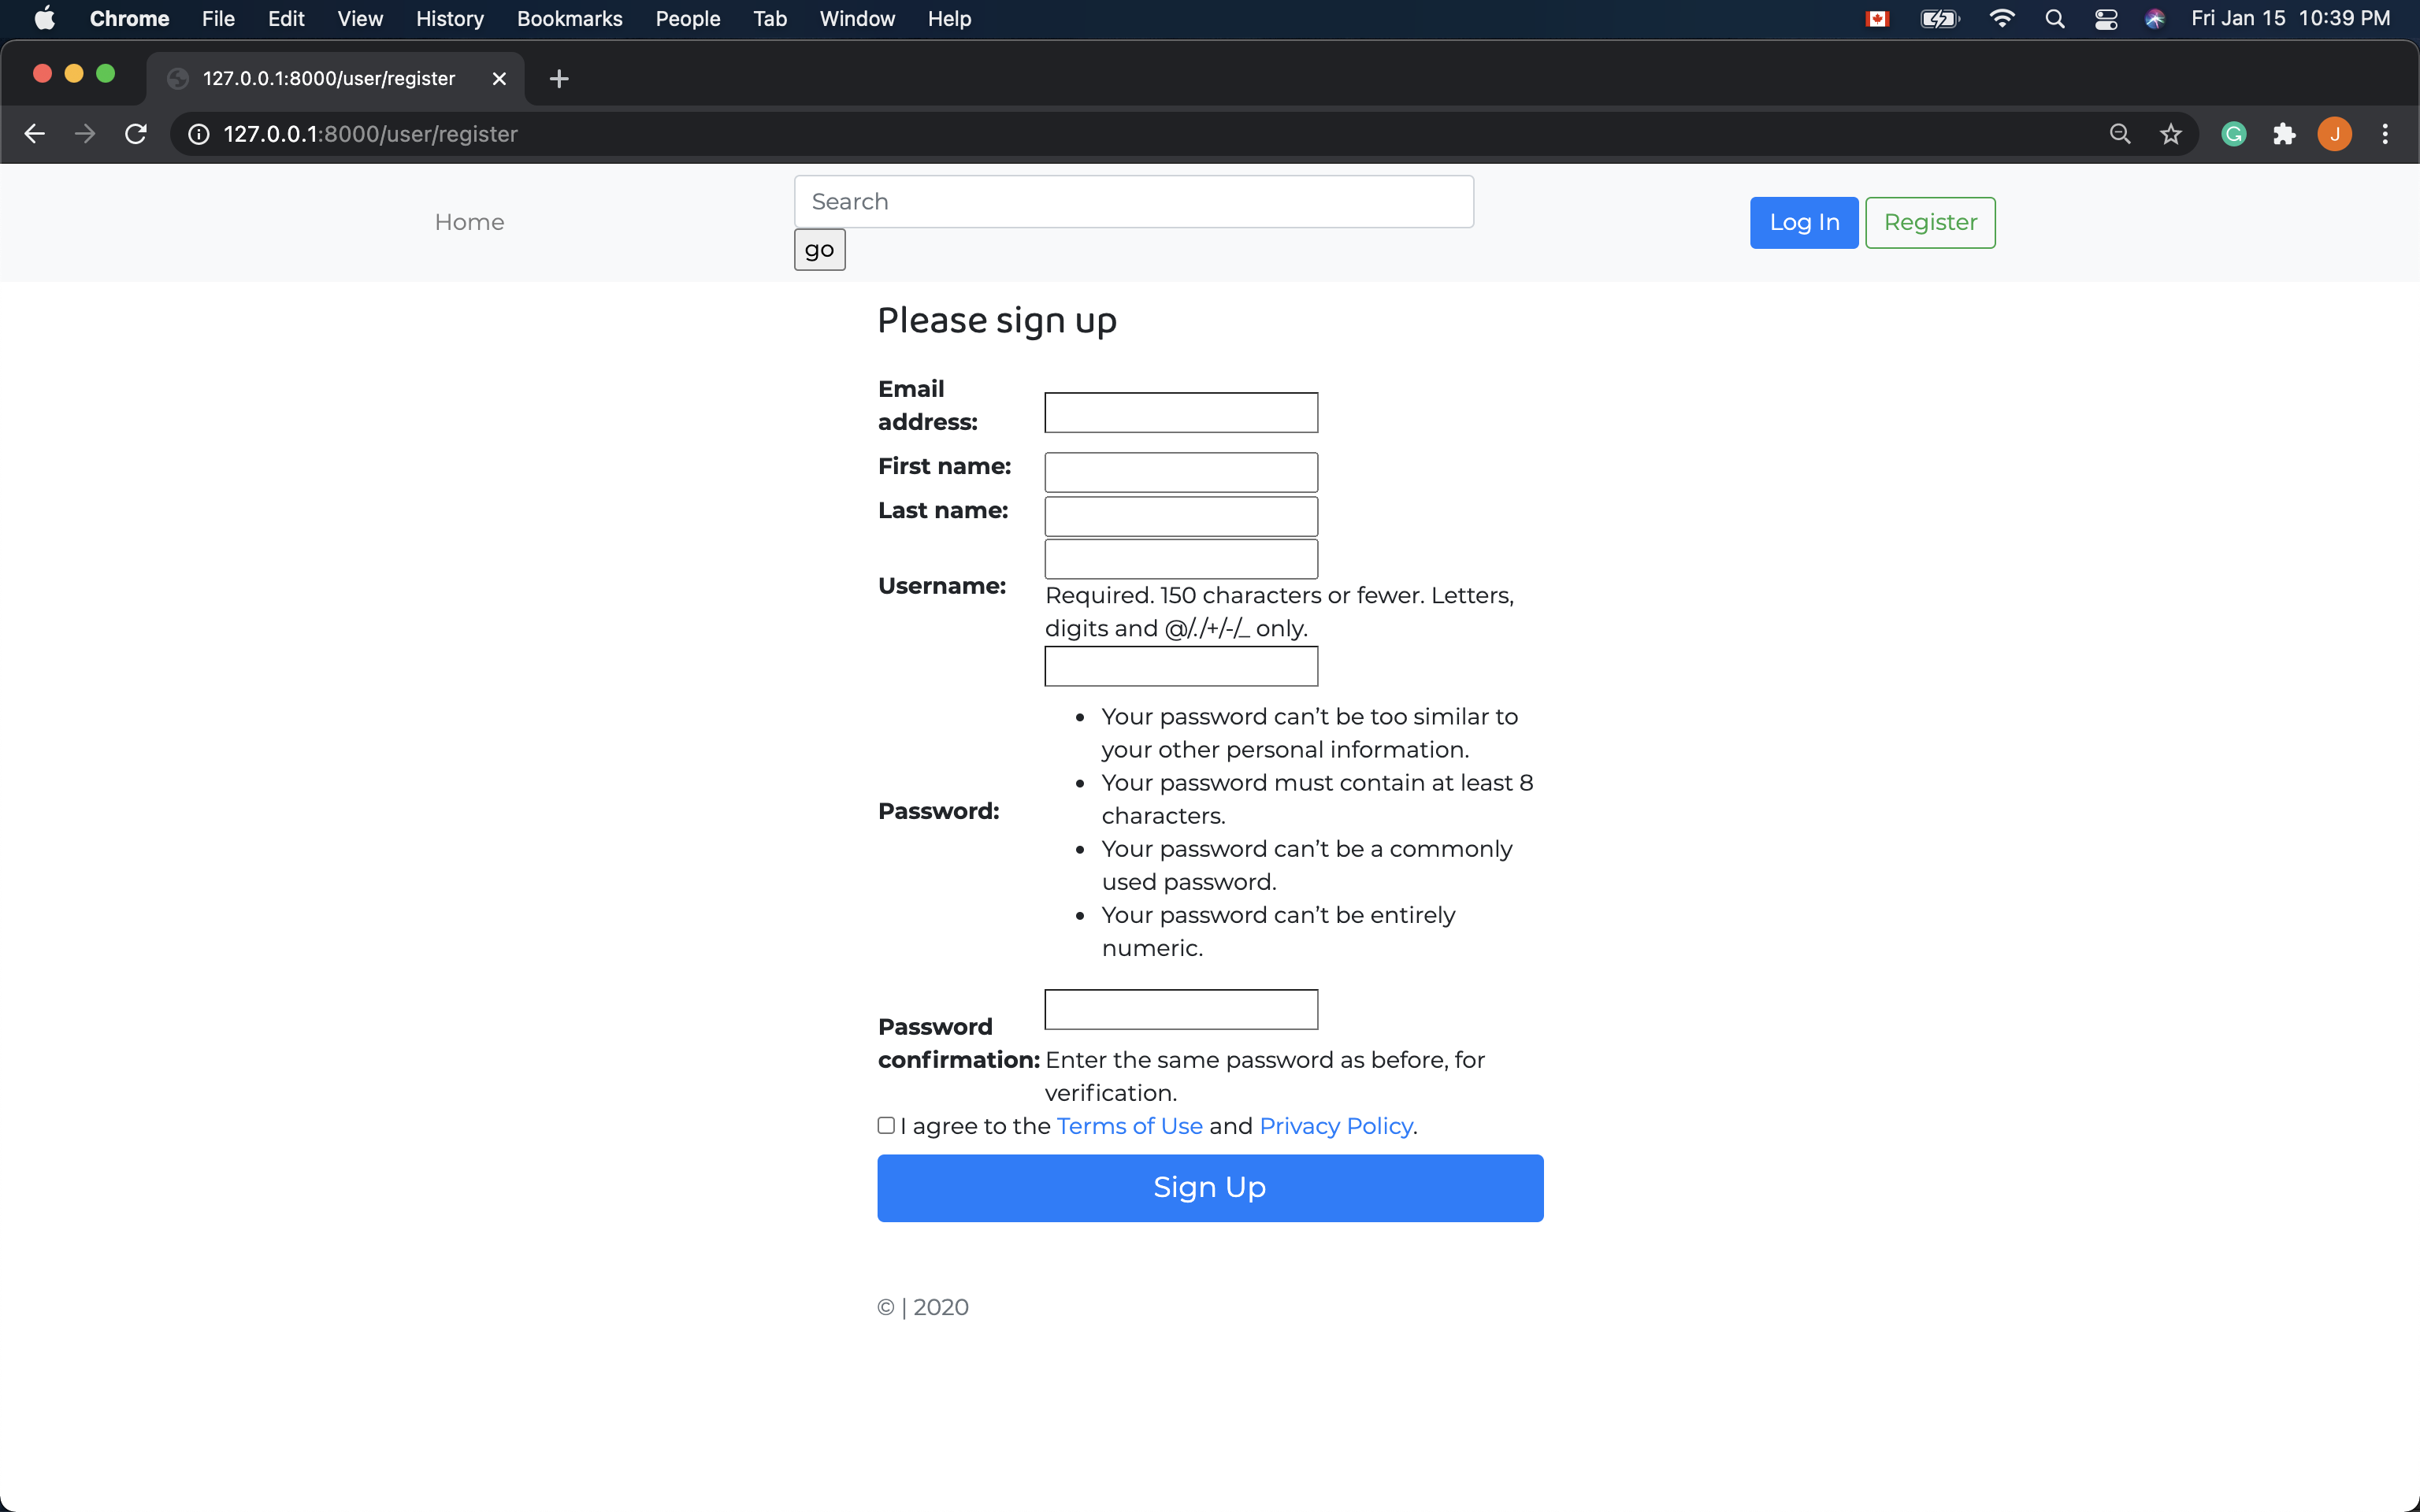 Chrome File Edit View History Bookmarks People Tab Window Help Fri Jan 15 10:39 PM
127.0.0.1:8000/user/register
127.0.0.1:8000/user/register J
Search
Home Log In Register
go
Please sign up
Email
address:
First name:
Last name:
Username:
Required. 150 characters or fewer. Letters,
digits and @/./+/-/_ only.
Password:
• Your password can’t be too similar to
your other personal information.
• Your password must contain at least 8
characters.
• Your password can’t be a commonly
used password.
• Your password can’t be entirely
numeric.
Password
confirmation:
Enter the same password as before, for
verification.
I agree to the Terms of Use and Privacy Policy.
Sign Up
© | 2020